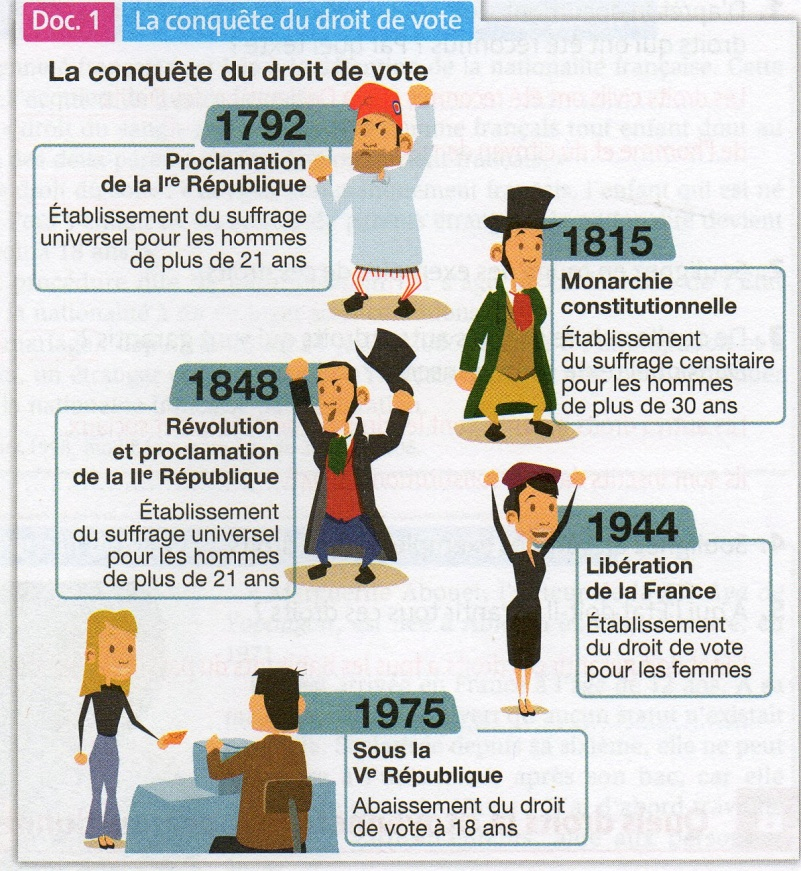 Doc. 1 La conquête du droit de vote
La conquête du droit de vote
1792
Proclamation
de la Ire République
Établissement du suffrage
universel pour les hommes
de plus de 21 ans
1815
Monarchie
constitutionnelle
Établissement
du suffrage censitaire
pour les hommes
de plus de 30 ans
1848
Révolution
et proclamation
de la IIe République
Établissement
du suffrage universel
pour les hommes
de plus de 21 ans
1944
Libération
de la France
Établissement
du droit de vote
pour les femmes
1975
Sous la
Ve République
Abaissement du droit
de vote à 18 ans